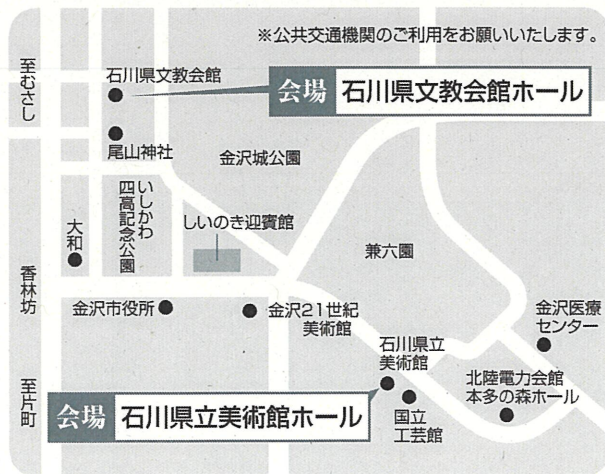 ※公共交通機関のご利用をお願いいたします。
至むさし
石川県文教会館
会場 石川県文教会館ホール
尾山神社
金沢城公園
いしかわ
四高記念公園
しいのき迎賓館
大和
兼六園
香林坊
金沢市役所
金沢21世紀
美術館
金沢医療
センター
石川県立
美術館
北陸電力会館
本多の森ホール
至片町
会場 石川県立美術館ホール
国立
工芸館